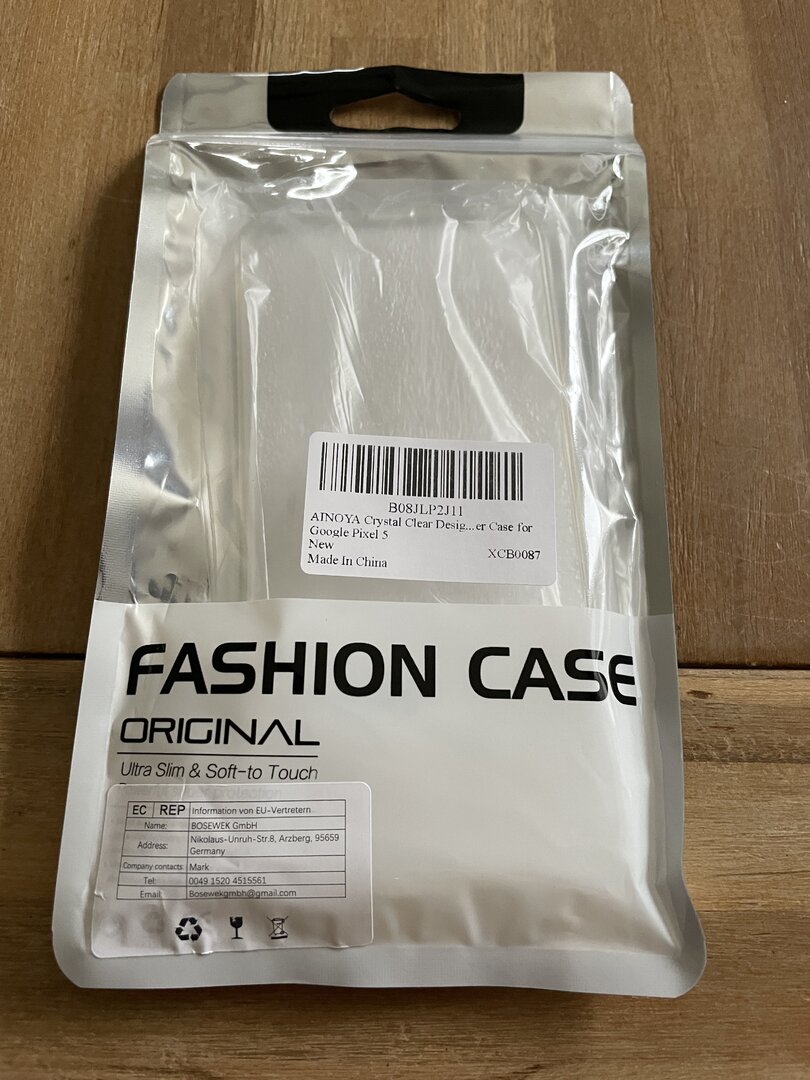 B08JLP2J11
AINOYA Crystal Clear Desig...er Case for
Google Pixel 5
New
Made In China XCB0087
FASHION CASE
ORIGINAL
Ultra Slim & Soft-to Touch
protection
EC REP Information von EU-Vertretern
Name: BOSEWEK GmbH
Address: Nikolaus-Unruh-Str.8, Arzberg, 95659
Germany
Company contacts: Mark
Tel: 0049 1520 4515561
Email: Bosewekgmbh@gmail.com